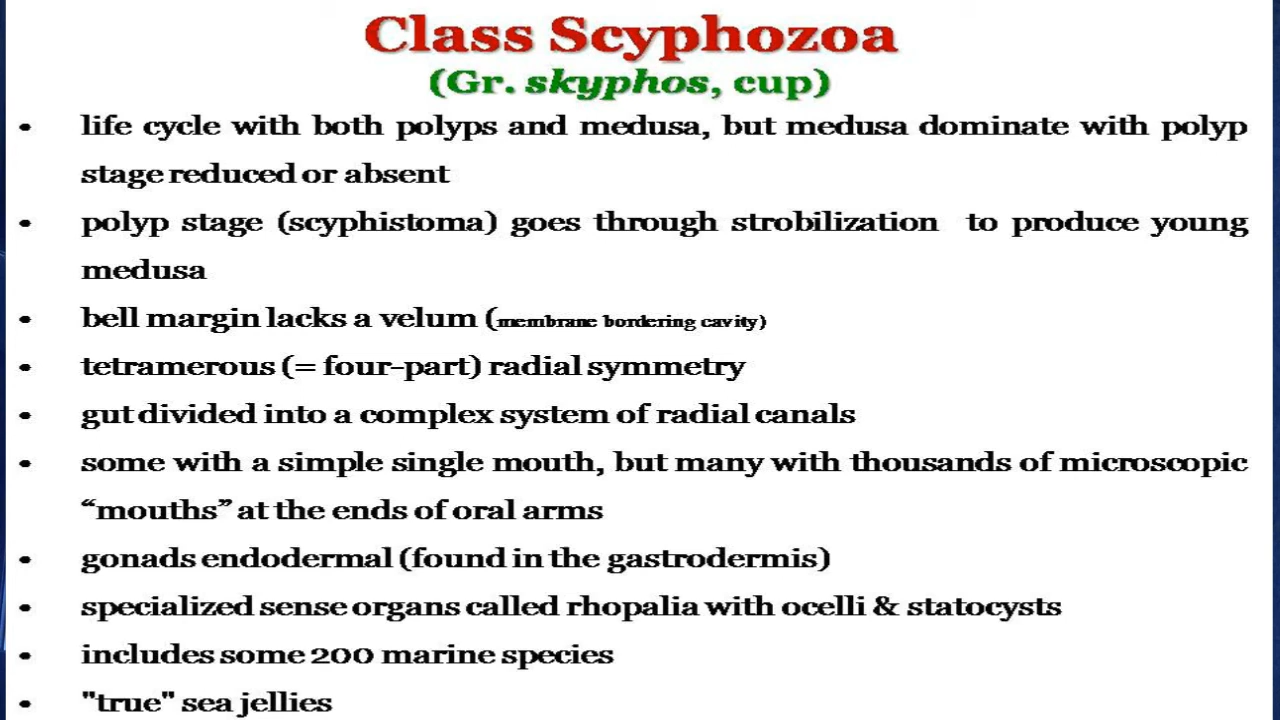 Class Scyphozoa
(Gr. skyphos, cup)
• life cycle with both polyps and medusa, but medusa dominate with polyp
stage reduced or absent
• polyp stage (scyphistoma) goes through strobilization to produce young
medusa
• bell margin lacks a velum (membrane bordering cavity)
• tetramerous (= four-part) radial symmetry
• gut divided into a complex system of radial canals
• some with a simple single mouth, but many with thousands of microscopic
“mouths” at the ends of oral arms
• gonads endodermal (found in the gastrodermis)
• specialized sense organs called rhopalia with ocelli & statocysts
• includes some 200 marine species
• "true" sea jellies